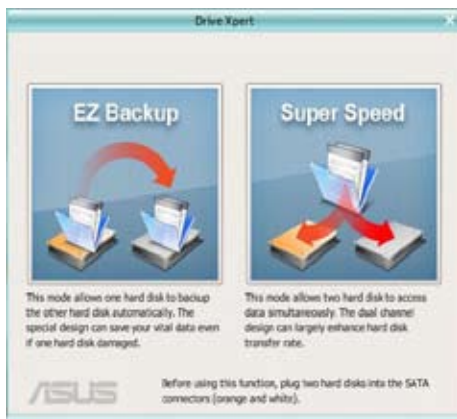 Drive Xpert
X
EZ Backup
Super Speed
This mode allows one hard disk to backup
the other hard disk automatically. The
special design can save your vital data even
if one hard disk damaged.
This mode allows two hard disk to access
data simultaneously. The dual channel
design can largely enhance hard disk
transfer rate.
ASUS
Before using this function, plug two hard disks into the SATA
connectors (orange and white).